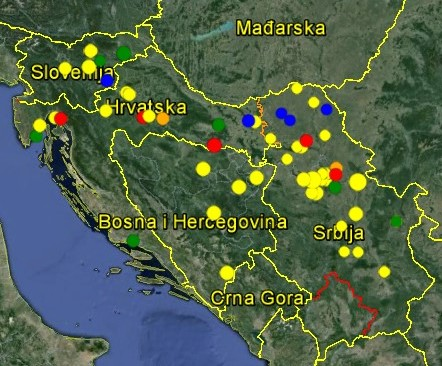 Mađarska
Slovenija
Hrvatska
Bosna i Hercegovina
Srbija
Crna Gora